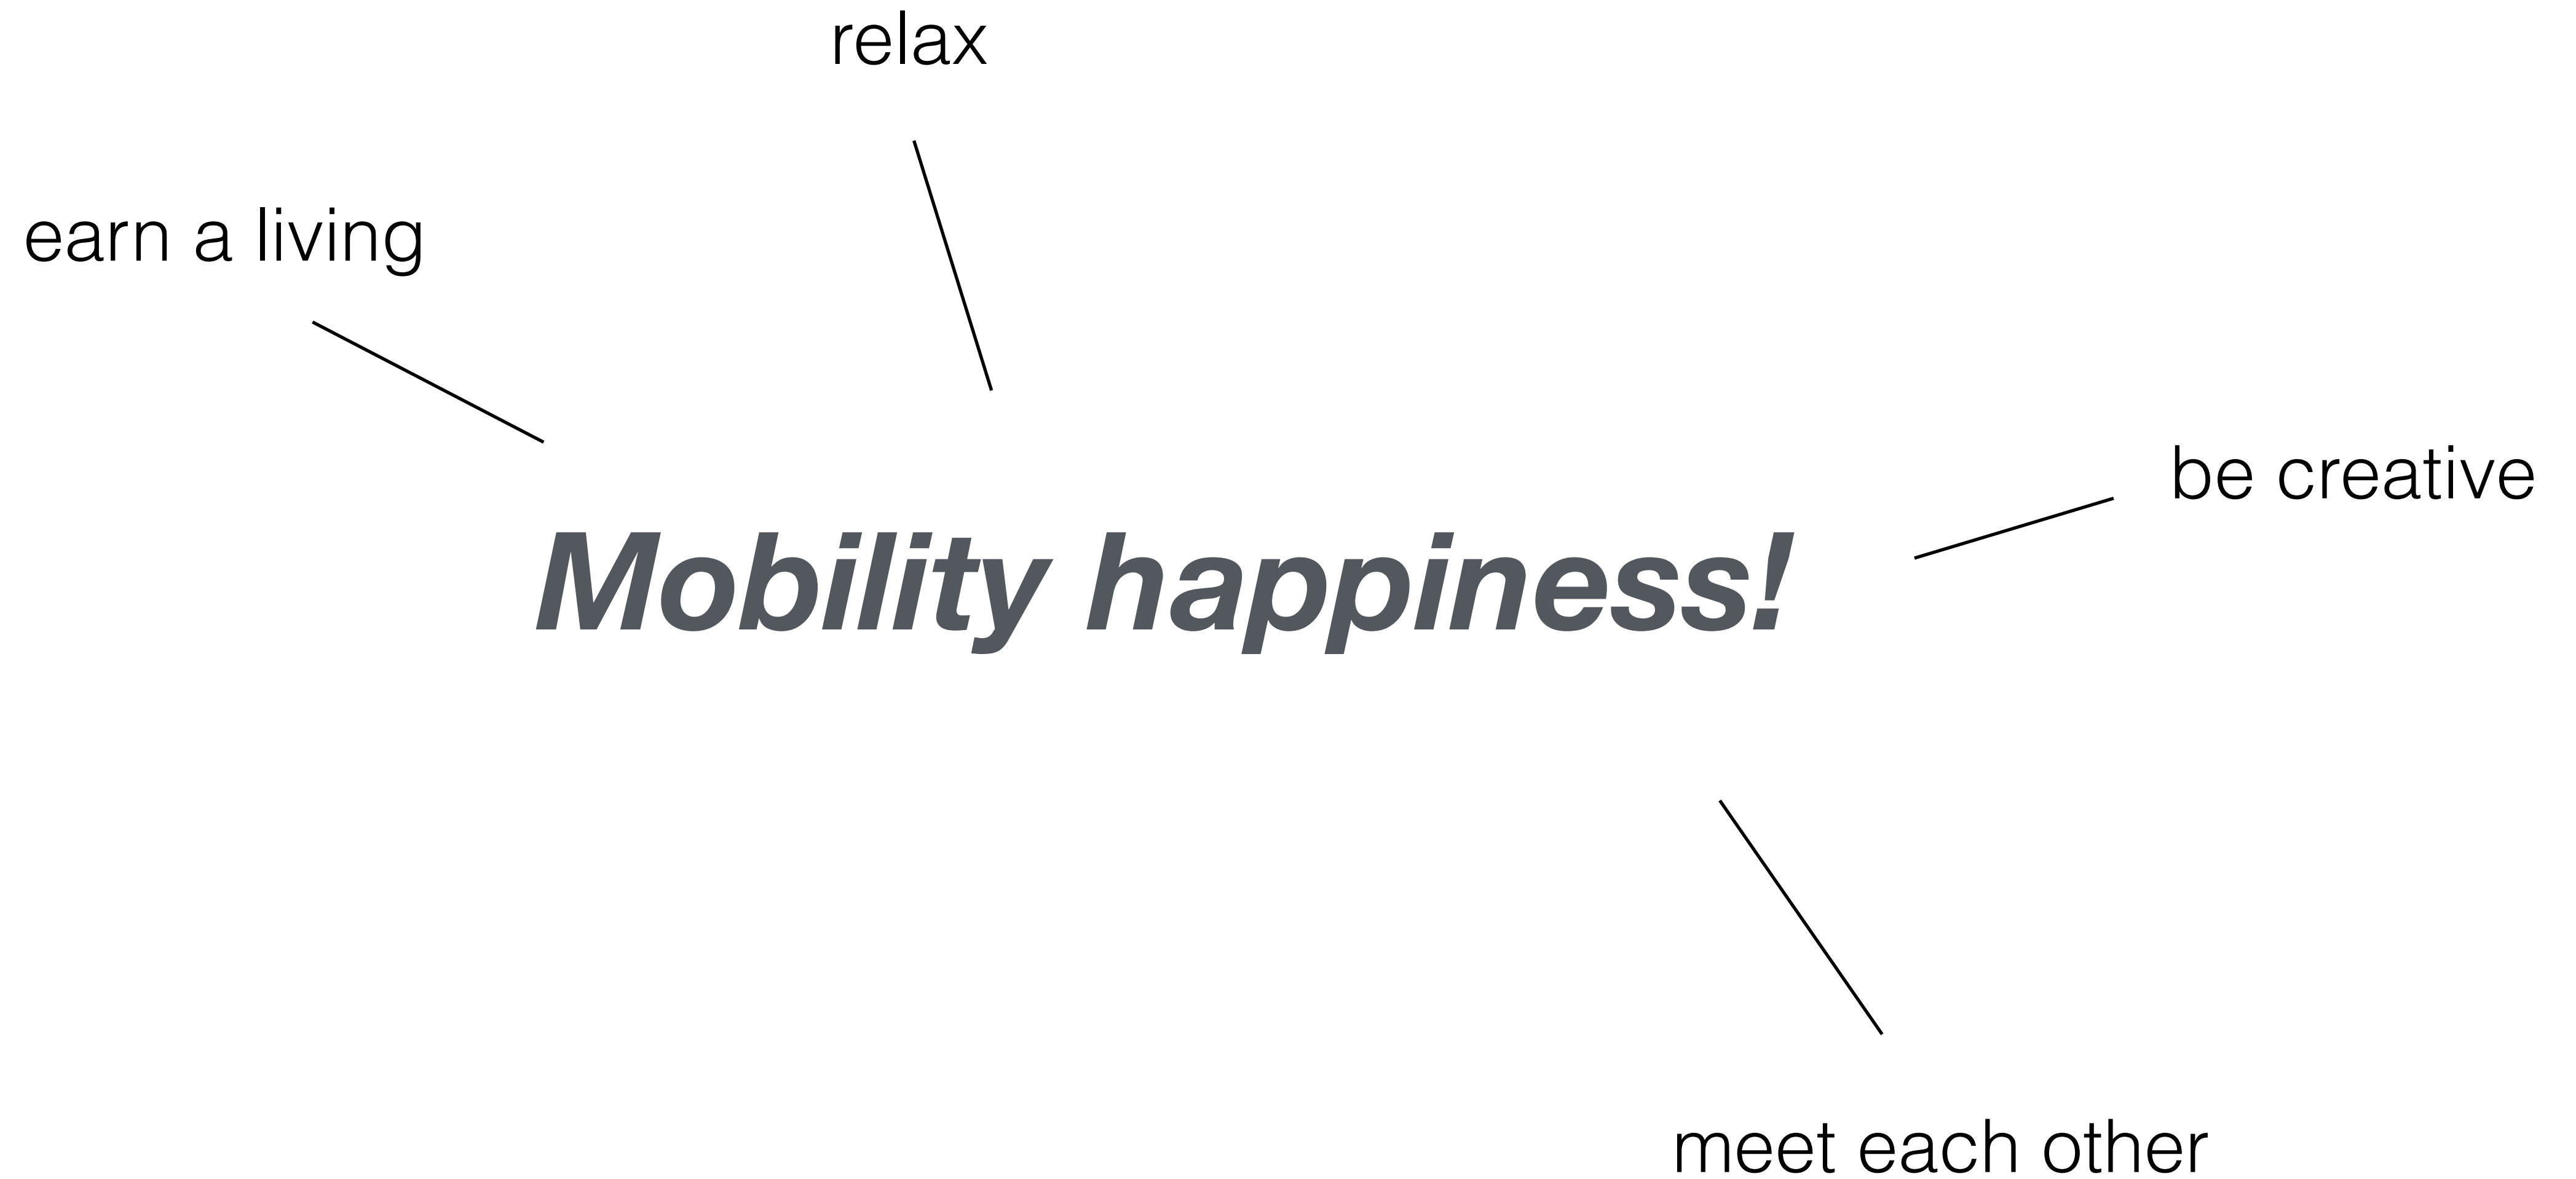 relax
earn a living
be creative
Mobility happiness!
meet each other